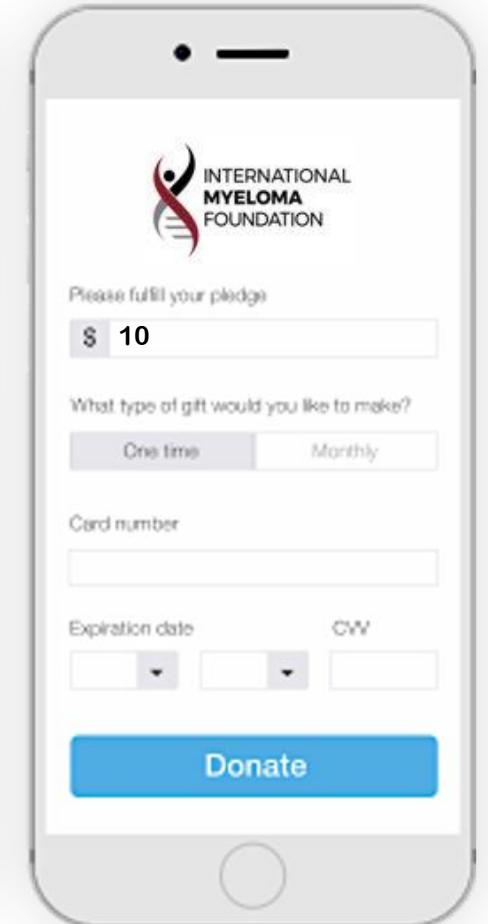 INTERNATIONAL
MYELOMA
FOUNDATION
Please fulfill your pledge
$ 10
What type of gift would you like to make?
One time Monthly
Card number
Expiration date CVV
Donate